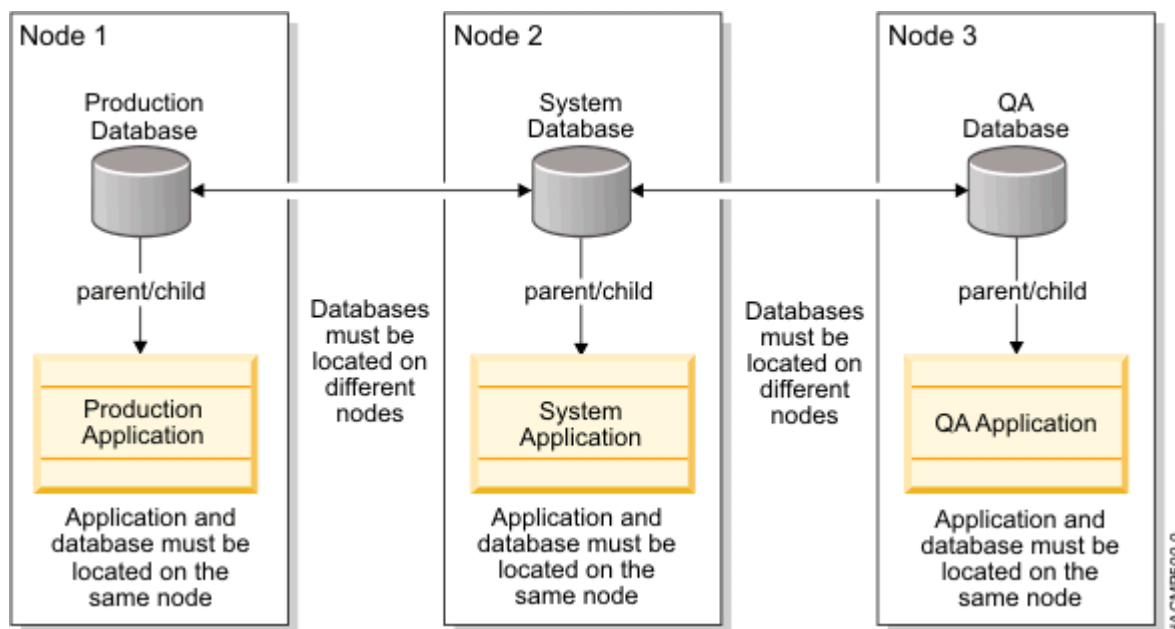 Node 1
Production
Database
parent/child
Production
Application
Application and
database must be
located on the
same node
Databases
must be
located on
different
nodes
Node 2
System
Database
parent/child
System
Application
Application and
database must be
located on the
same node
Databases
must be
located on
different
nodes
Node 3
QA
Database
parent/child
QA Application
Application and
database must be
located on the
same node